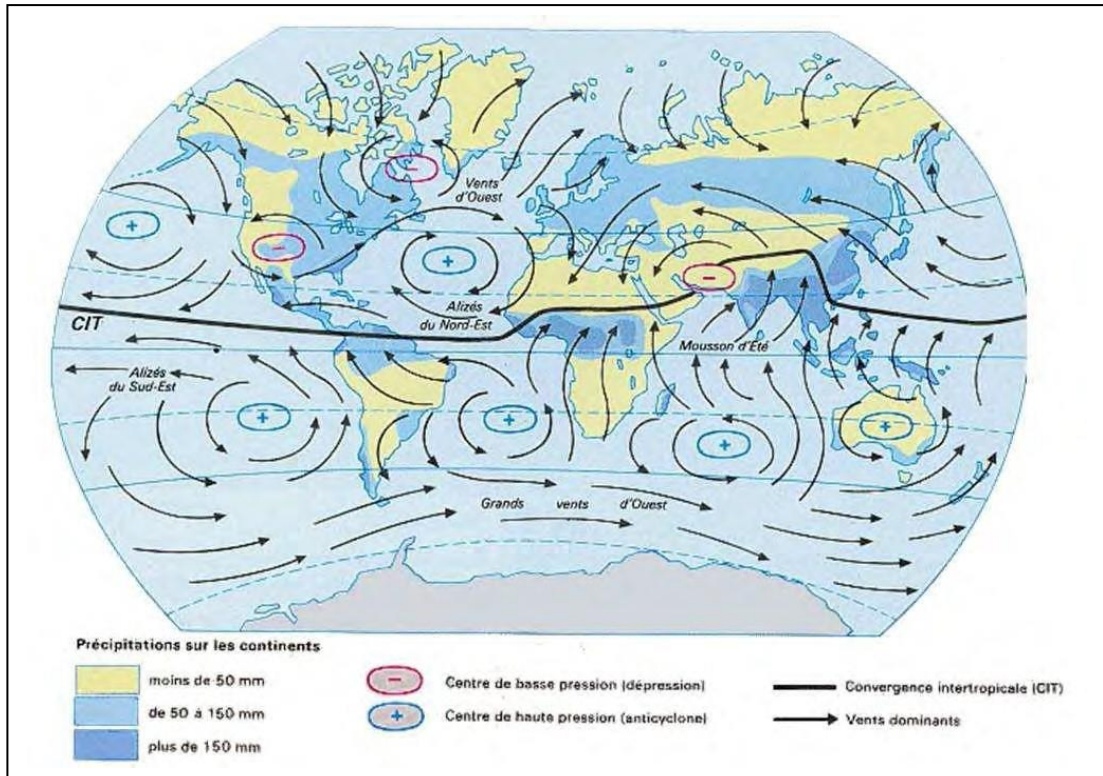 Vents
d'Ouest
Alizés
du Nord-Est
CIT
Mousson d'Eté
Alizés
du Sud-Est
Grands vents d'Ouest
Précipitations sur les continents
moins de 50 mm
de 50 à 150 mm
plus de 150 mm
Centre de basse pression (dépression)
Centre de haute pression (anticyclone)
Convergence intertropicale (CIT)
Vents dominants